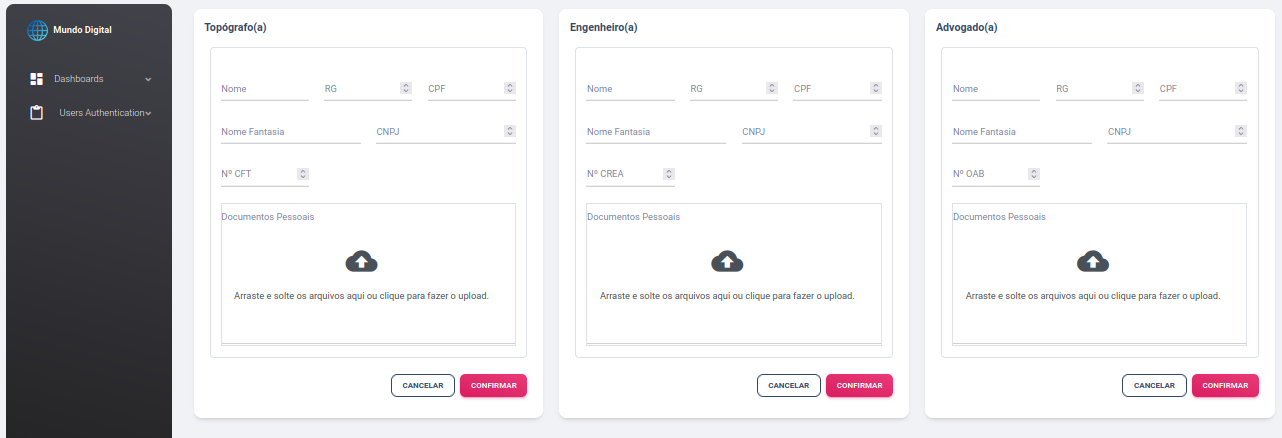 Mundo Digital
Dashboards
Users Authentication
Topógrafo(a)
Nome
RG
CPF
Nome Fantasia
CNPJ
Nº CFT
Documentos Pessoais
Arraste e solte os arquivos aqui ou clique para fazer o upload.
CANCELAR
CONFIRMAR
Engenheiro(a)
Nome
RG
CPF
Nome Fantasia
CNPJ
Nº CREA
Documentos Pessoais
Arraste e solte os arquivos aqui ou clique para fazer o upload.
CANCELAR
CONFIRMAR
Advogado(a)
Nome
RG
CPF
Nome Fantasia
CNPJ
Nº OAB
Documentos Pessoais
Arraste e solte os arquivos aqui ou clique para fazer o upload.
CANCELAR
CONFIRMAR